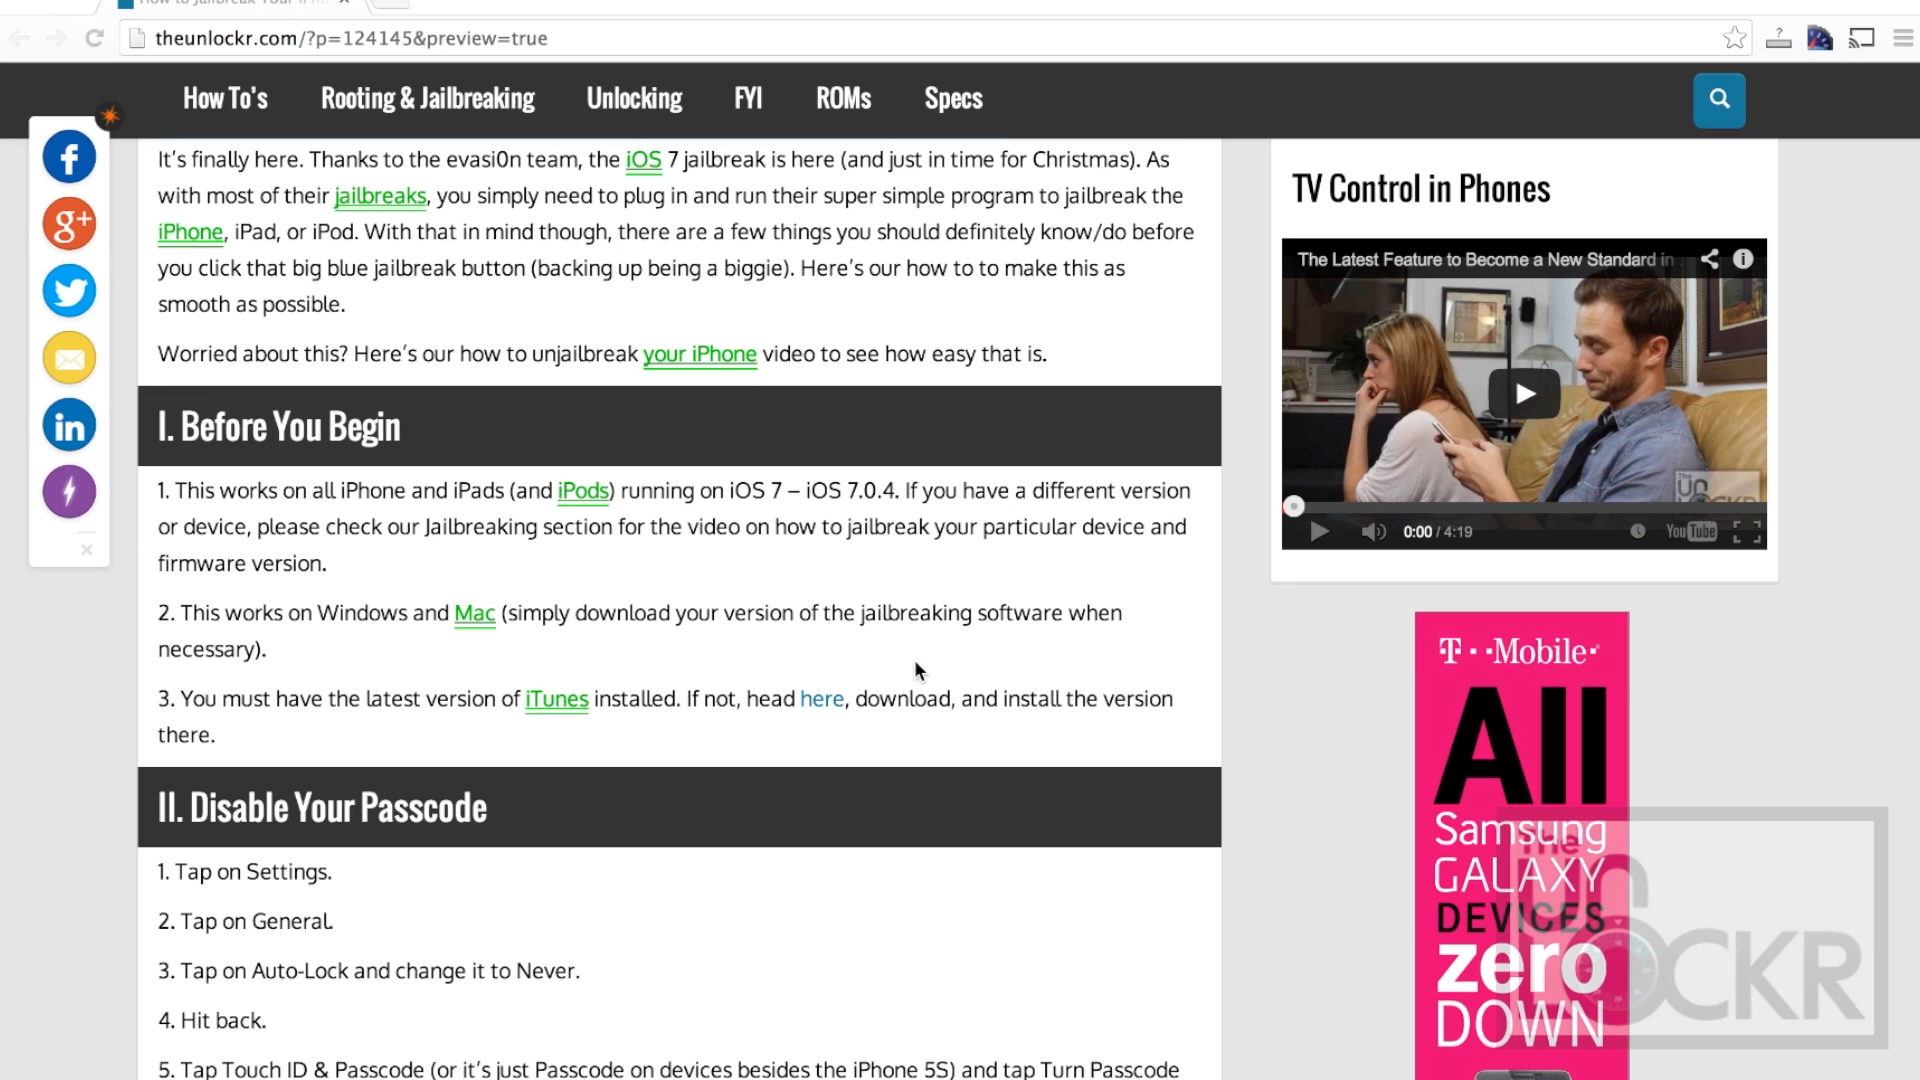 theunlockr.com/?p=124145&preview=true
How To's Rooting & Jailbreaking Unlocking FYI ROMs Specs
It's finally here. Thanks to the evasi0n team, the iOS 7 jailbreak is here (and just in time for Christmas). As
with most of their jailbreaks, you simply need to plug in and run their super simple program to jailbreak the
iPhone, iPad, or iPod. With that in mind though, there are a few things you should definitely know/do before
you click that big blue jailbreak button (backing up being a biggie). Here's our how to to make this as
smooth as possible.
Worried about this? Here's our how to unjailbreak your iPhone video to see how easy that is.
I. Before You Begin
1. This works on all iPhone and iPads (and iPods) running on iOS 7 – iOS 7.0.4. If you have a different version
or device, please check our Jailbreaking section for the video on how to jailbreak your particular device and
firmware version.
2. This works on Windows and Mac (simply download your version of the jailbreaking software when
necessary).
3. You must have the latest version of iTunes installed. If not, head here, download, and install the version
there.
II. Disable Your Passcode
1. Tap on Settings.
2. Tap on General.
3. Tap on Auto-Lock and change it to Never.
4. Hit back.
5. Tap Touch ID & Passcode (or it's just Passcode on devices besides the iPhone 5S) and tap Turn Passcode
TV Control in Phones
The Latest Feature to Become a New Standard in
The UNLOCKR
0:00 / 4:19 YouTube
T-Mobile
All
Samsung
GALAXY
DEVICES
zero
DOWN
The UNLOCKR